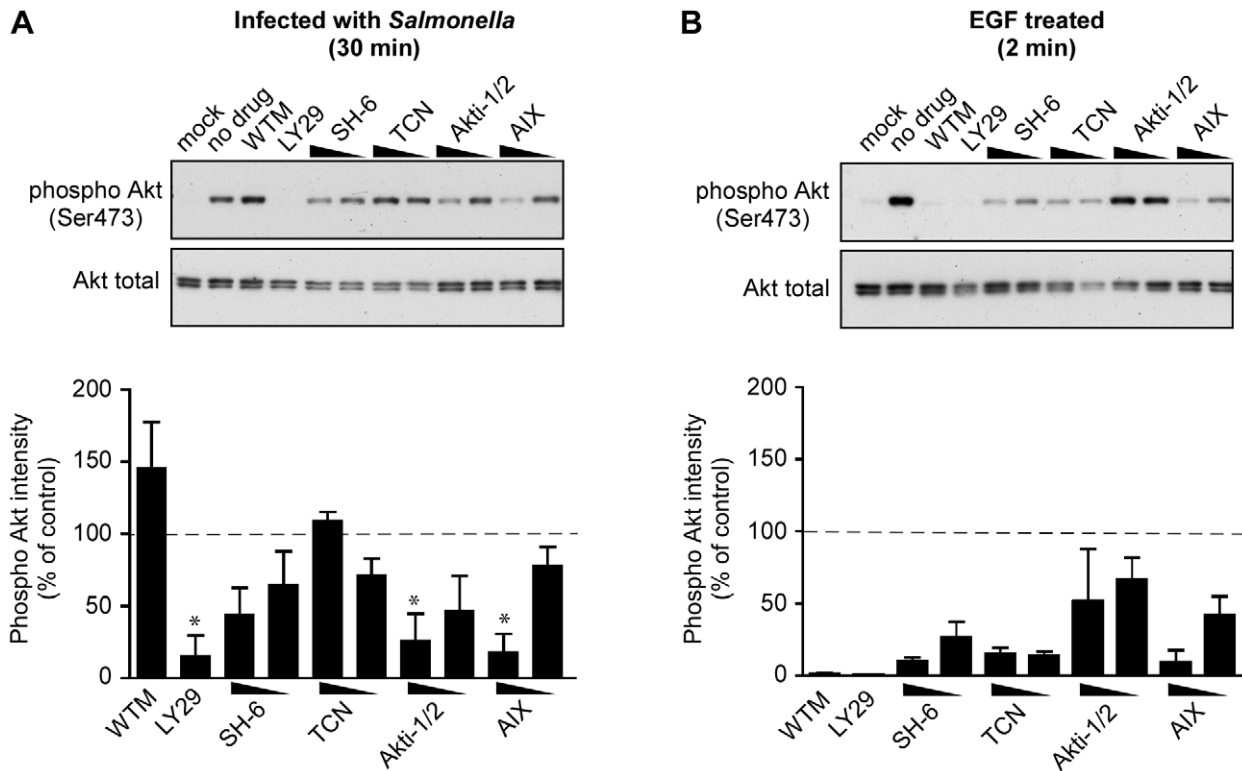 A
Infected with Salmonella
(30 min)
mock
no drug
WTM
LY29
SH-6
TCN
Akti-1/2
AIX
phospho Akt
(Ser473)
Akt total
Phospho Akt intensity
(% of control)
200
150
100
50
0
*
*
*
WTM
LY29
SH-6
TCN
Akti-1/2
AIX
B
EGF treated
(2 min)
mock
no drug
WTM
LY29
SH-6
TCN
Akti-1/2
AIX
phospho Akt
(Ser473)
Akt total
Phospho Akt intensity
(% of control)
200
150
100
50
0
WTM
LY29
SH-6
TCN
Akti-1/2
AIX